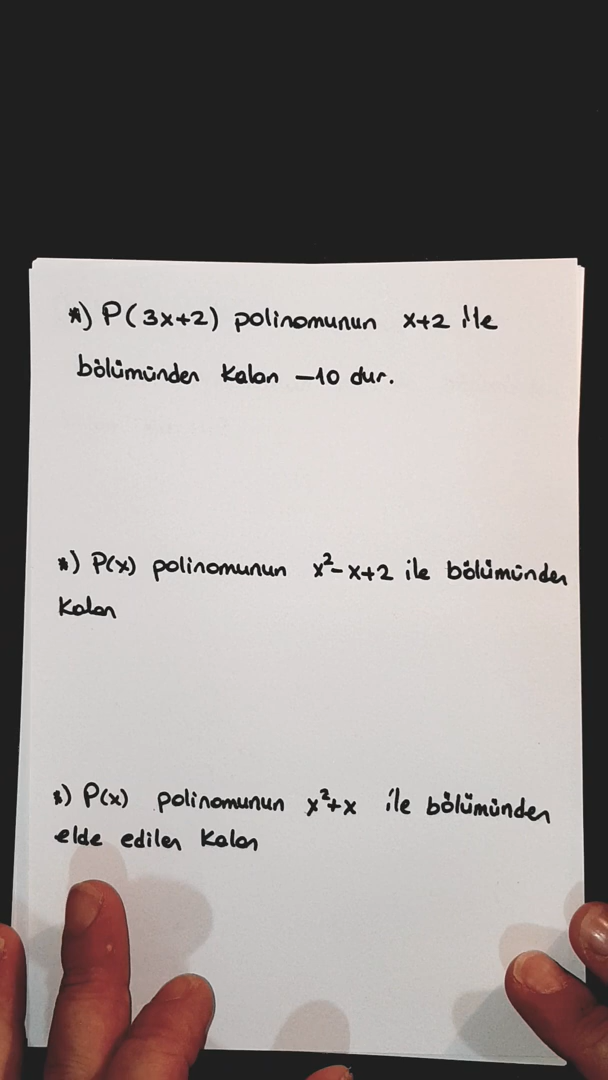 *) P(3x+2) polinomunun x+2 ile
bölümünden kalan -10 dur.
*) P(x) polinomunun x²-x+2 ile bölümünden
kalan
*) P(x) polinomunun x²+x ile bölümünden
elde edilen kalan